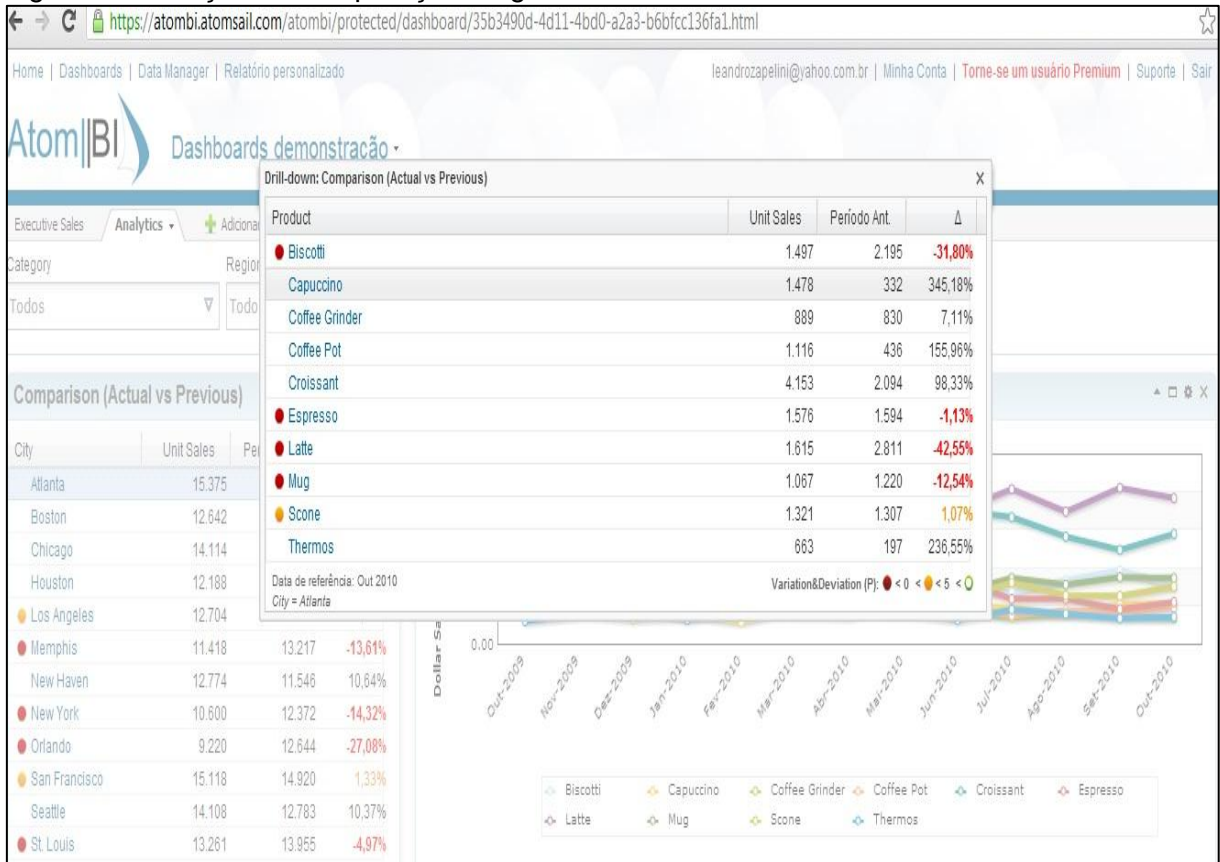 https://atombi.atomsail.com/atombi/protected/dashboard/35b3490d-4d11-4bd0-a2a3-b6bfcc136fa1.html
Home | Dashboards | Data Manager | Relatório personalizado
leandrozapelini@yahoo.com.br | Minha Conta | Torne-se um usuário Premium | Suporte | Sair
Atom||BI
Dashboards demonstração
Drill-down: Comparison (Actual vs Previous) X
Executive Sales Analytics Adiciona
Category Region
Todos Todo
Product Unit Sales Período Ant. Δ
Biscotti 1.497 2.195 -31,80%
Capuccino 1.478 332 345,18%
Coffee Grinder 889 830 7,11%
Coffee Pot 1.116 436 155,96%
Croissant 4.153 2.094 98,33%
Espresso 1.576 1.594 -1,13%
Latte 1.615 2.811 -42,55%
Mug 1.067 1.220 -12,54%
Scone 1.321 1.307 1,07%
Thermos 663 197 236,55%
Data de referência: Out 2010
City = Atlanta
Variation&Deviation (P): < 0 < < 5 <
Comparison (Actual vs Previous)
City Unit Sales Per
Atlanta 15.375
Boston 12.642
Chicago 14.114
Houston 12.188
Los Angeles 12.704
Memphis 11.418 13.217 -13,61%
New Haven 12.774 11.546 10,64%
New York 10.600 12.372 -14,32%
Orlando 9.220 12.644 -27,08%
San Francisco 15.118 14.920 1,33%
Seattle 14.108 12.783 10,37%
St. Louis 13.261 13.955 -4,97%
Dollar Sa
0.00
Out-2009 Nov-2009 Dez-2009 Jan-2010 Fev-2010 Mar-2010 Abr-2010 Mai-2010 Jun-2010 Jul-2010 Ago-2010 Set-2010 Out-2010
Biscotti Capuccino Coffee Grinder Coffee Pot Croissant Espresso
Latte Mug Scone Thermos